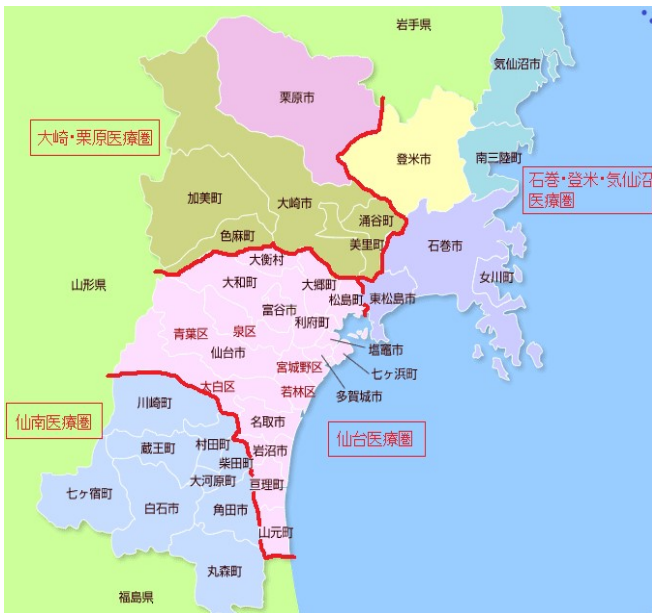 岩手県
気仙沼市
栗原市
大崎・栗原医療圏
登米市
南三陸町
石巻・登米・気仙沼
医療圏
加美町
大崎市
涌谷町
色麻町
美里町
石巻市
大衡村
女川町
山形県
大和町
大郷町
松島町
東松島市
富谷市
利府町
青葉区
泉区
塩竈市
仙台市
宮城野区
七ヶ浜町
太白区
若林区
多賀城市
川崎町
仙南医療圏
名取市
仙台医療圏
村田町
蔵王町
岩沼市
柴田町
大河原町
亘理町
七ヶ宿町
白石市
角田市
山元町
丸森町
福島県